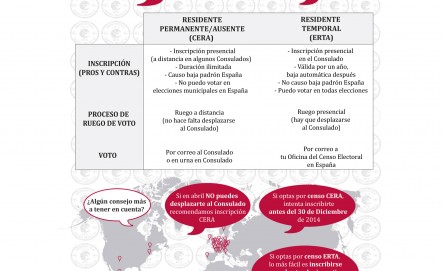 RESIDENTE
PERMANENTE/AUSENTE
(CERA)
RESIDENTE
TEMPORAL
(ERTA)
INSCRIPCIÓN
(PROS Y CONTRAS)
- Inscripción presencial
(a distancia en algunos Consulados)
- Duración ilimitada
- Causo baja padrón España
- No puedo votar en
elecciones municipales en España
- Inscripción presencial
en el Consulado
- Válida por un año,
baja automática después
- No causo baja padrón España
- Puedo votar en todas elecciones
PROCESO DE
RUEGO DE VOTO
Ruego a distancia
(no hace falta desplazarse
al Consulado)
Ruego presencial
(hay que desplazarse
al Consulado)
VOTO
Por correo al Consulado
o en urna en Consulado
Por correo a
tu Oficina del Censo Electoral
en España
¿Algún consejo más
a tener en cuenta?
Si en abril NO puedes
desplazarte al Consulado
recomendamos inscripción
CERA
Si optas por censo CERA,
intenta inscribirte
antes del 30 de Diciembre
de 2014
Si optas por censo ERTA,
lo más fácil es inscribirse